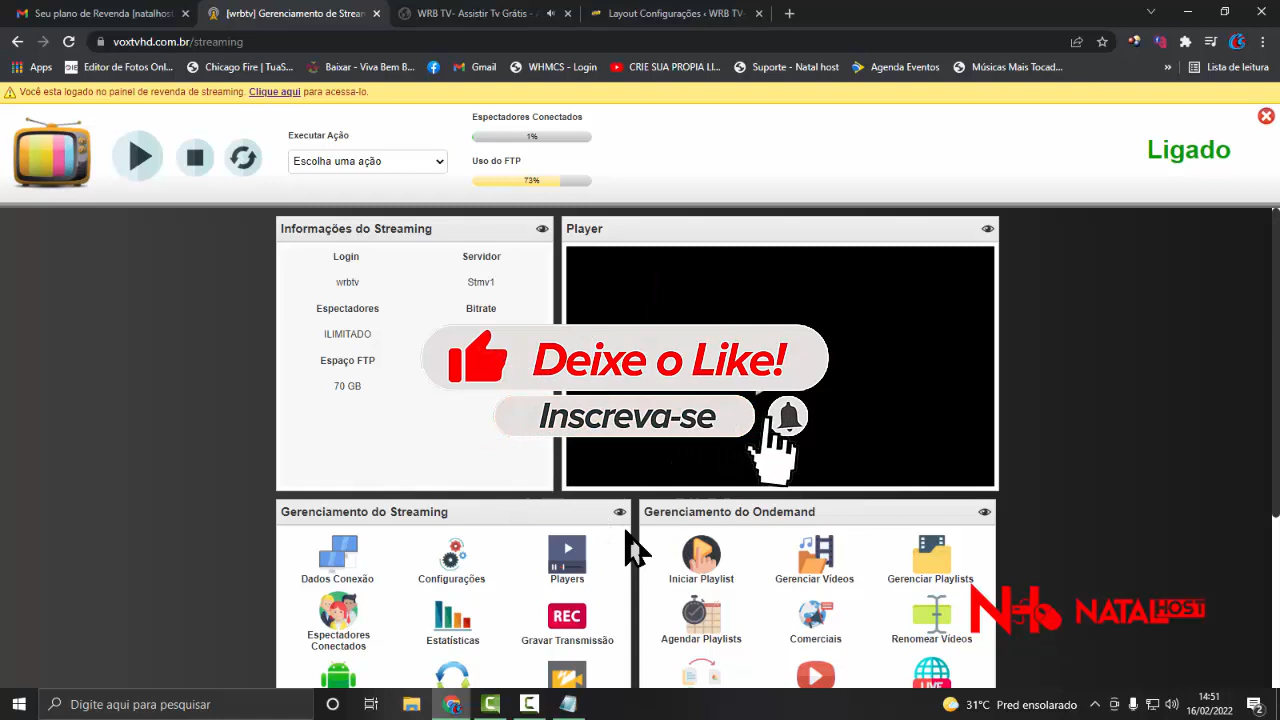 Seu plano de Revenda [natalhost
[wrbtv] Gerenciamento de Strean
WRB TV- Assistir Tv Grátis -
Layout Configurações ‹ WRB TV-
voxtvhd.com.br/streaming
Apps
Editor de Fotos Onl...
Chicago Fire | TuaS...
Baixar - Viva Bem B...
Gmail
WHMCS - Login
CRIE SUA PROPIA LI...
Suporte - Natal host
Agenda Eventos
Músicas Mais Tocad...
»
Lista de leitura
Você esta logado no painel de revenda de streaming. Clique aqui para acessa-lo.
Executar Ação
Escolha uma ação
Espectadores Conectados
1%
Uso do FTP
73%
Ligado
Informações do Streaming
Login
Servidor
wrbtv
Stmv1
Espectadores
Bitrate
ILIMITADO
Espaço FTP
70 GB
Player
Deixe o Like!
Inscreva-se
Gerenciamento do Streaming
Dados Conexão
Configurações
Players
Espectadores
Conectados
Estatísticas
REC
Gravar Transmissão
Gerenciamento do Ondemand
Iniciar Playlist
Gerenciar Vídeos
Gerenciar Playlists
Agendar Playlists
Comerciais
Renomear Vídeos
LIVE
NATALHOST
Digite aqui para pesquisar
31°C Pred ensolarado
14:51
16/02/2022
2